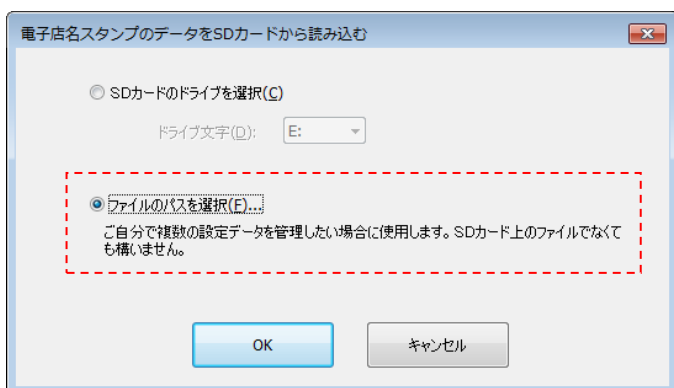 電子店名スタンプのデータをSDカードから読み込む
SDカードのドライブを選択(C)
ドライブ文字(D):
E:
ファイルのパスを選択(F)...
ご自分で複数の設定データを管理したい場合に使用します。SDカード上のファイルでなくて
も構いません。
OK
キャンセル